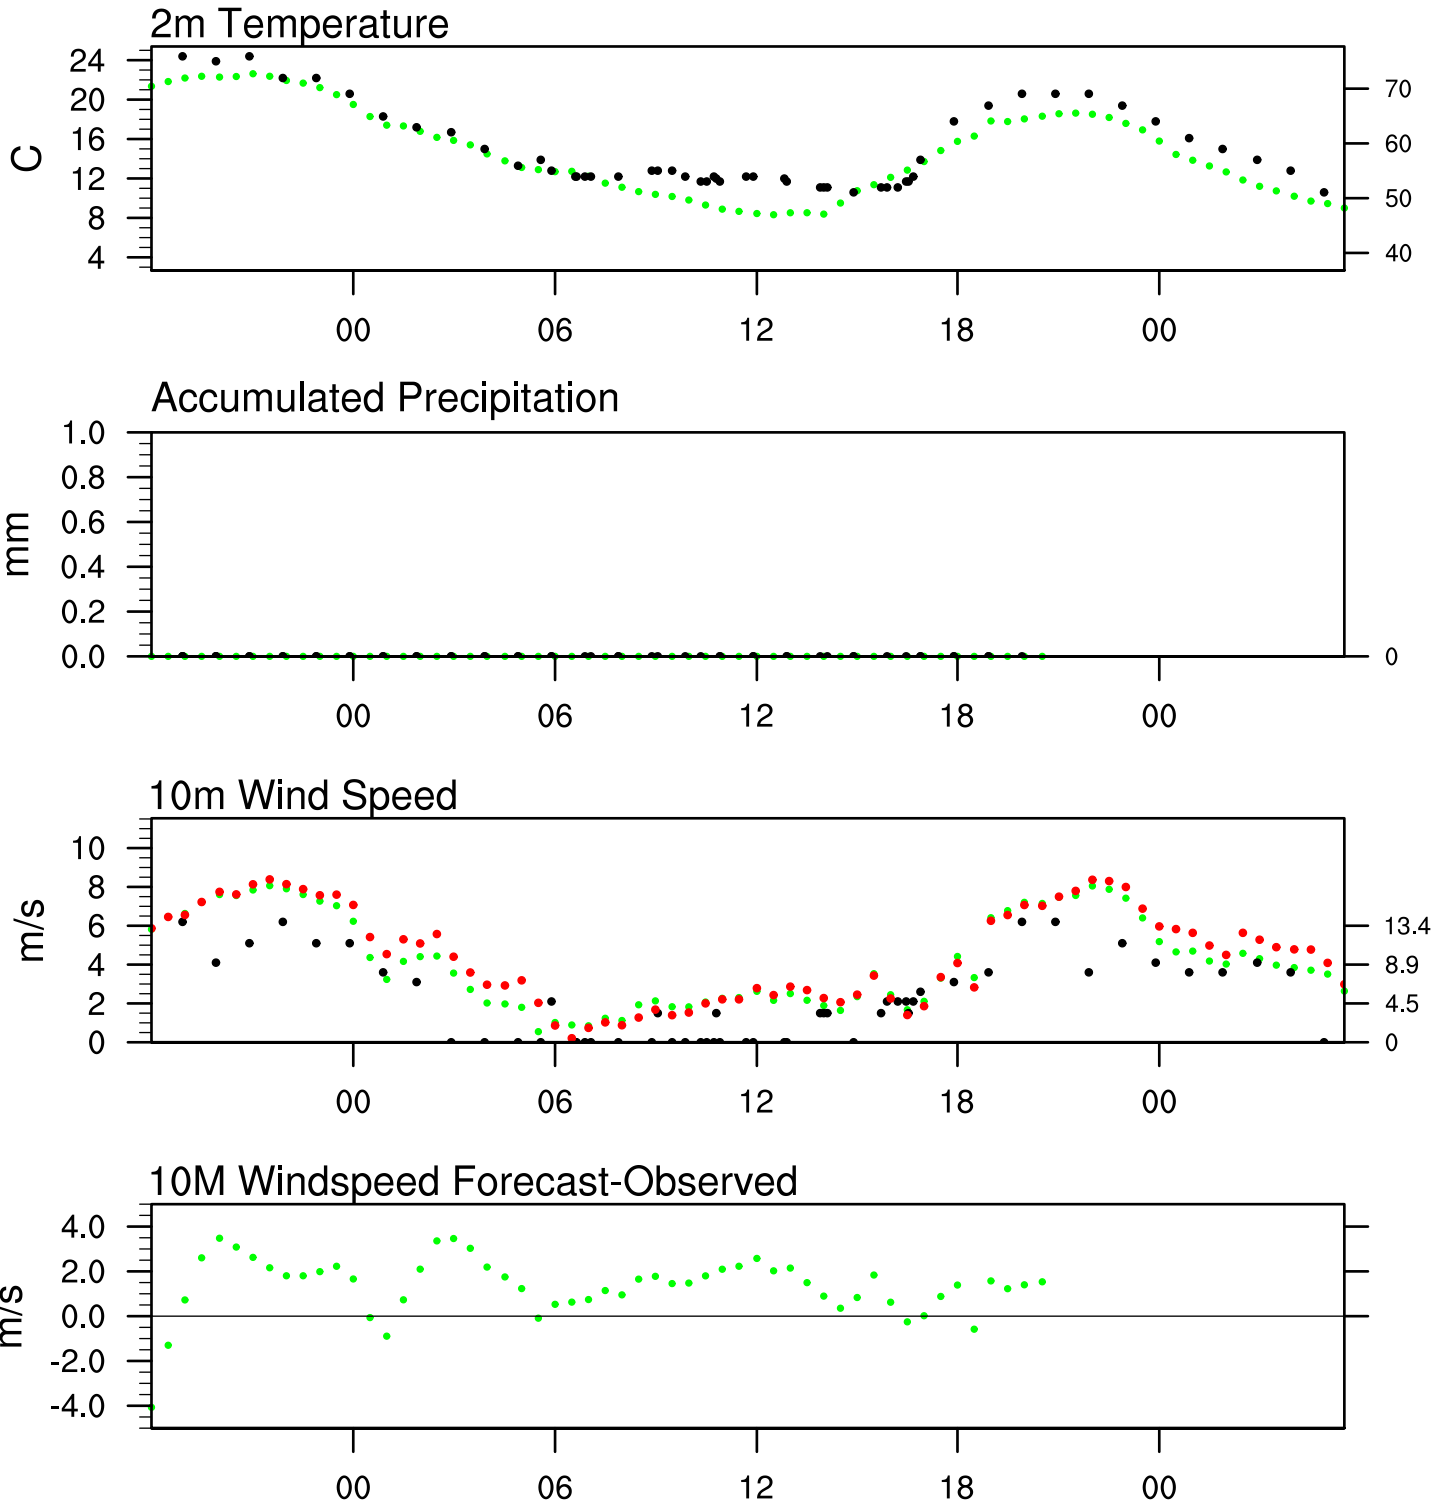 2m Temperature
24
20
16
12
8
4
C
70
60
50
40
00 06 12 18 00
Accumulated Precipitation
1.0
0.8
0.6
0.4
0.2
0.0
mm
0
00 06 12 18 00
10m Wind Speed
10
8
6
4
2
0
m/s
13.4
8.9
4.5
0
00 06 12 18 00
10M Windspeed Forecast-Observed
4.0
2.0
0.0
-2.0
-4.0
m/s
00 06 12 18 00